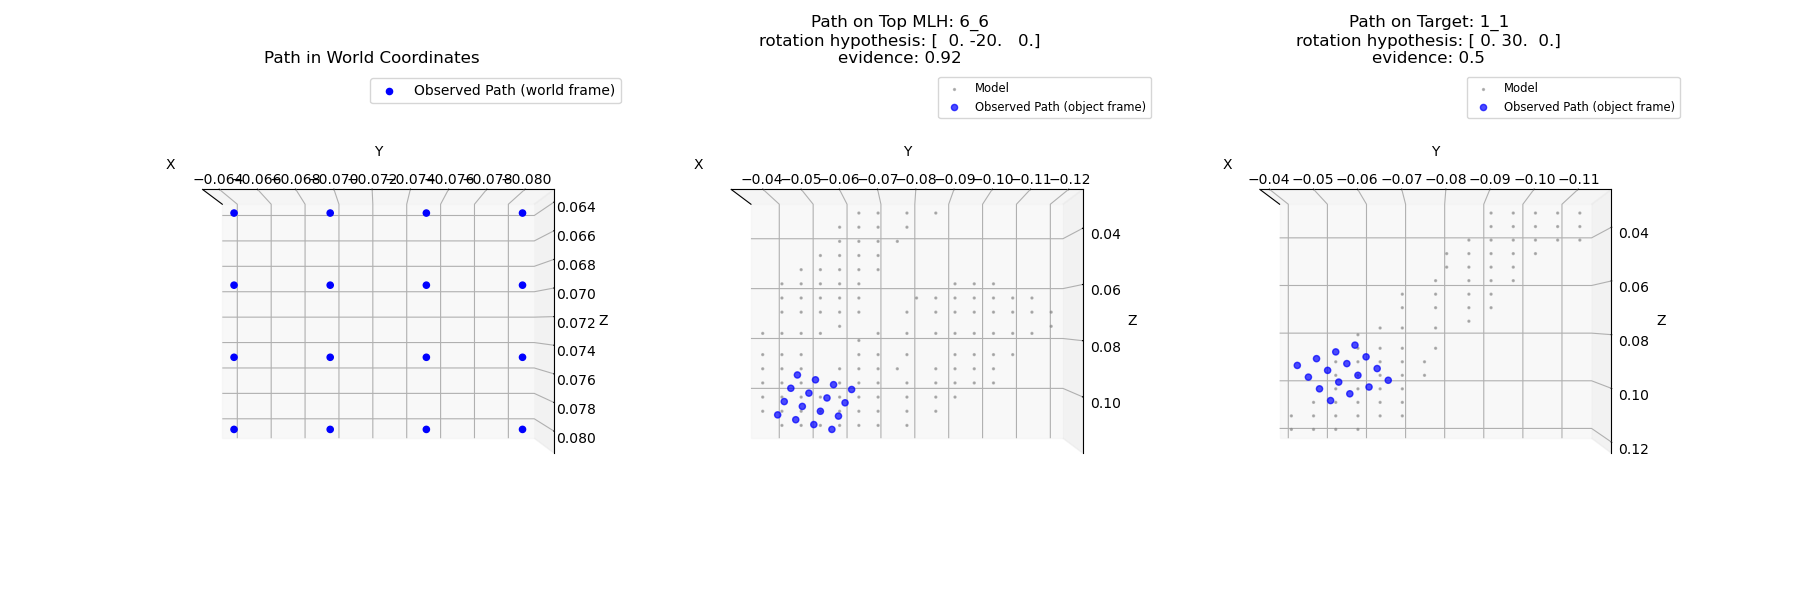 Path in World Coordinates
Observed Path (world frame)
X
Y
−0.064 −0.066 −0.068 −0.070 −0.072 −0.074 −0.076 −0.078 −0.080
0.064
0.066
0.068
0.070
0.072
Z
0.074
0.076
0.078
0.080
Path on Top MLH: 6_6
rotation hypothesis: [  0. -20.   0.]
evidence: 0.92
Model
Observed Path (object frame)
X
Y
−0.04 −0.05 −0.06 −0.07 −0.08 −0.09 −0.10 −0.11 −0.12
0.04
0.06
Z
0.08
0.10
Path on Target: 1_1
rotation hypothesis: [ 0. 30.  0.]
evidence: 0.5
Model
Observed Path (object frame)
X
Y
−0.04 −0.05 −0.06 −0.07 −0.08 −0.09 −0.10 −0.11
0.04
0.06
Z
0.08
0.10
0.12